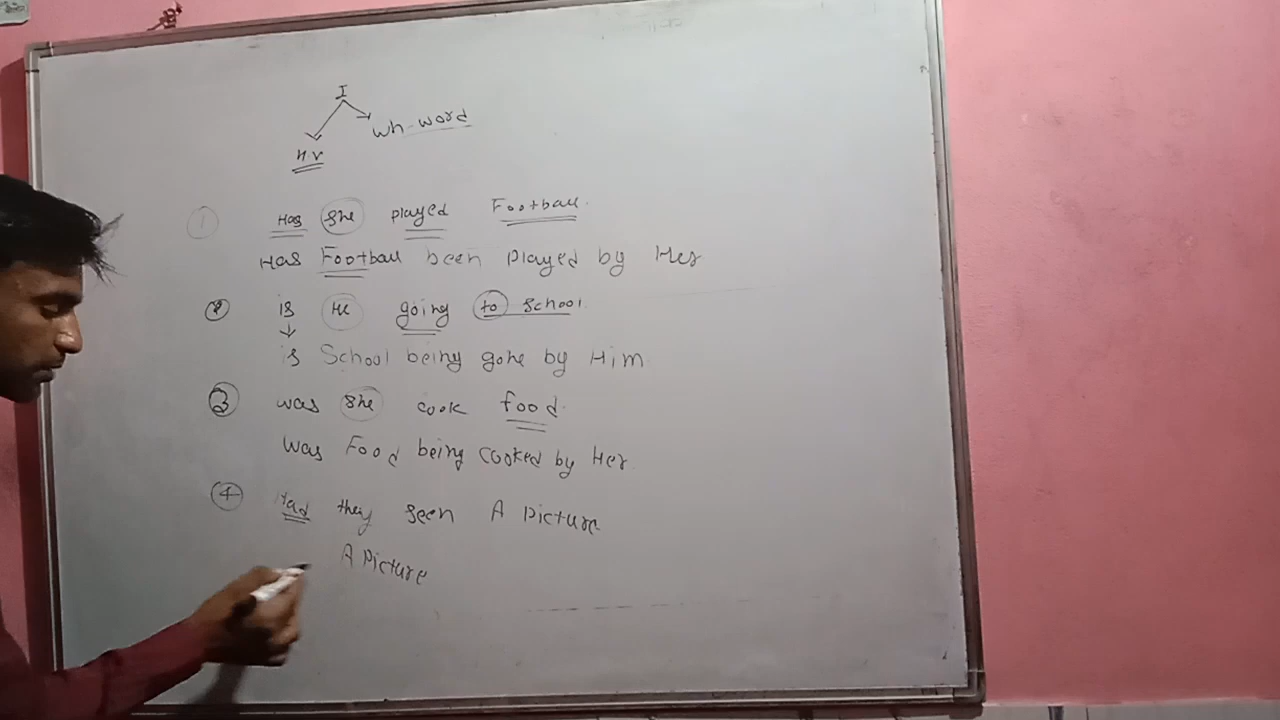 I
Wh-word
H.V
1 Has she played Football.
Has Football been played by Her
2 is He going to school.
is School being gone by Him
3 was she cook food.
Was Food being cooked by Her
4 Had they seen A picture
A Picture